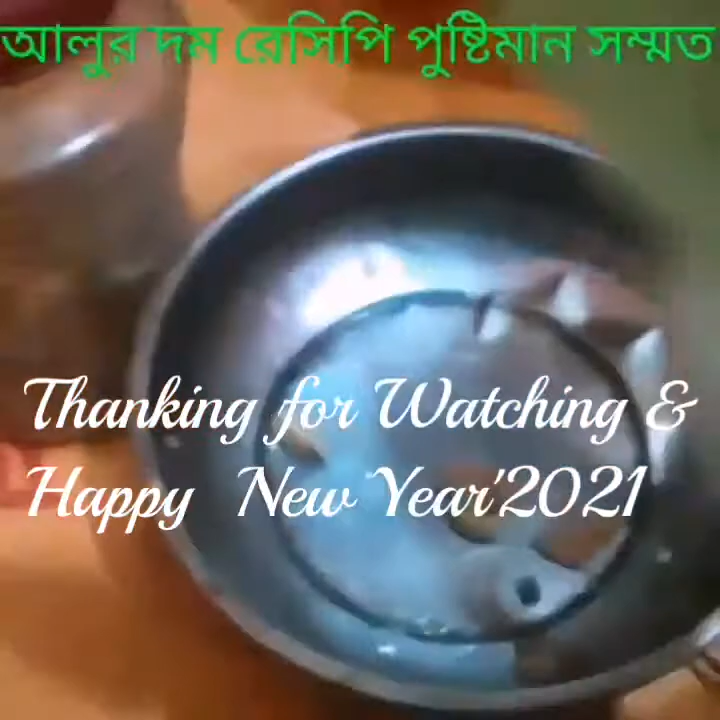 আলুর দম রেসিপি পুষ্টিমান সম্মত
Thanking for Watching &
Happy New Year'2021